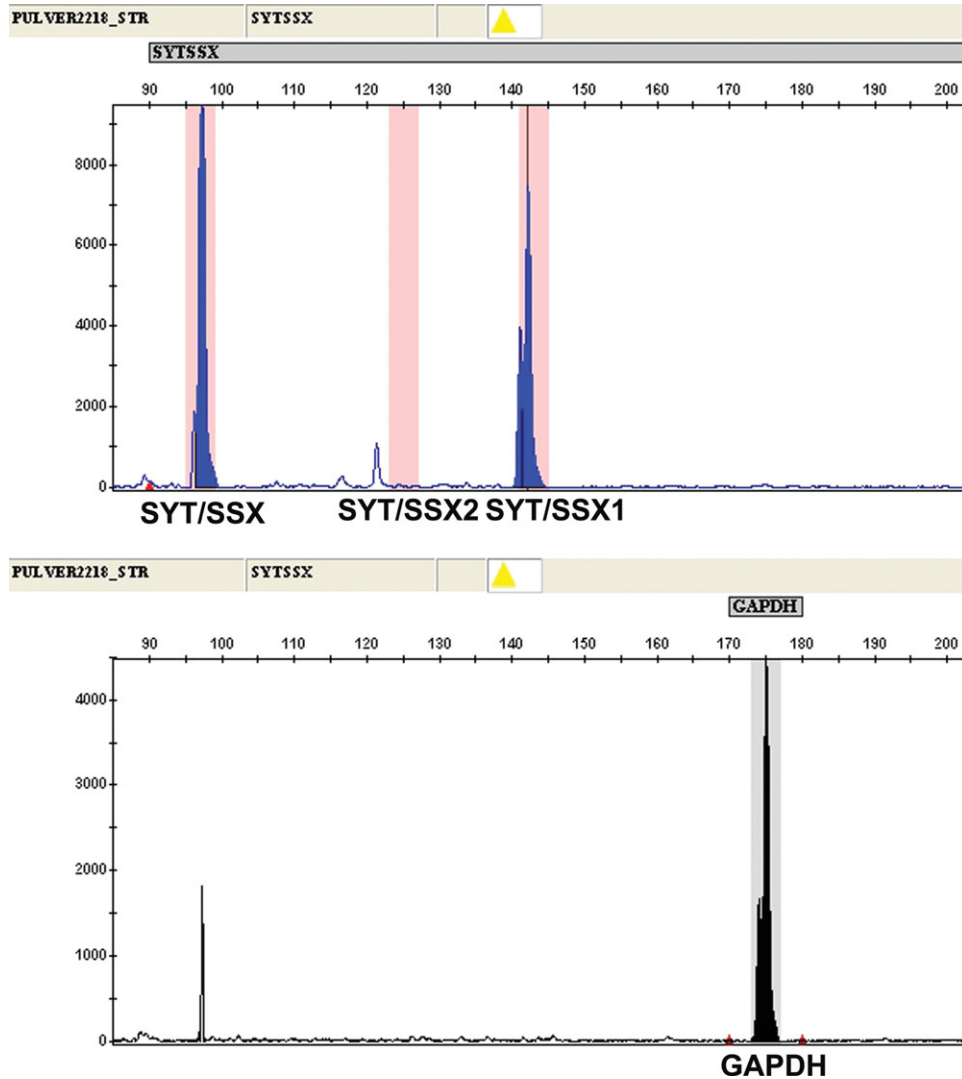 PULVER2218_STR SYTSSX
SYTSSX
90 100 110 120 130 140 150 160 170 180 190 200
8000
6000
4000
2000
0
SYT/SSX SYT/SSX2 SYT/SSX1
PULVER2218_STR SYTSSX
GAPDH
90 100 110 120 130 140 150 160 170 180 190 200
4000
3000
2000
1000
0
GAPDH